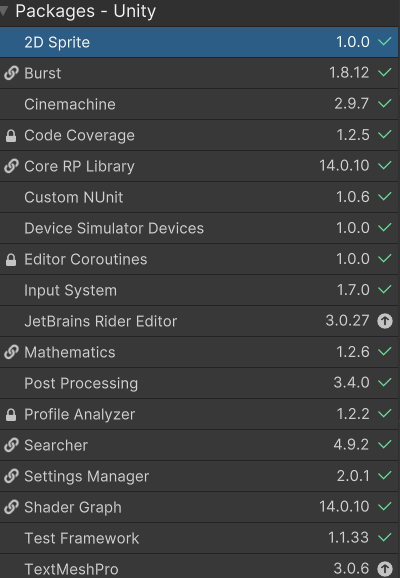 Packages - Unity
2D Sprite 1.0.0
Burst 1.8.12
Cinemachine 2.9.7
Code Coverage 1.2.5
Core RP Library 14.0.10
Custom NUnit 1.0.6
Device Simulator Devices 1.0.0
Editor Coroutines 1.0.0
Input System 1.7.0
JetBrains Rider Editor 3.0.27
Mathematics 1.2.6
Post Processing 3.4.0
Profile Analyzer 1.2.2
Searcher 4.9.2
Settings Manager 2.0.1
Shader Graph 14.0.10
Test Framework 1.1.33
TextMeshPro 3.0.6